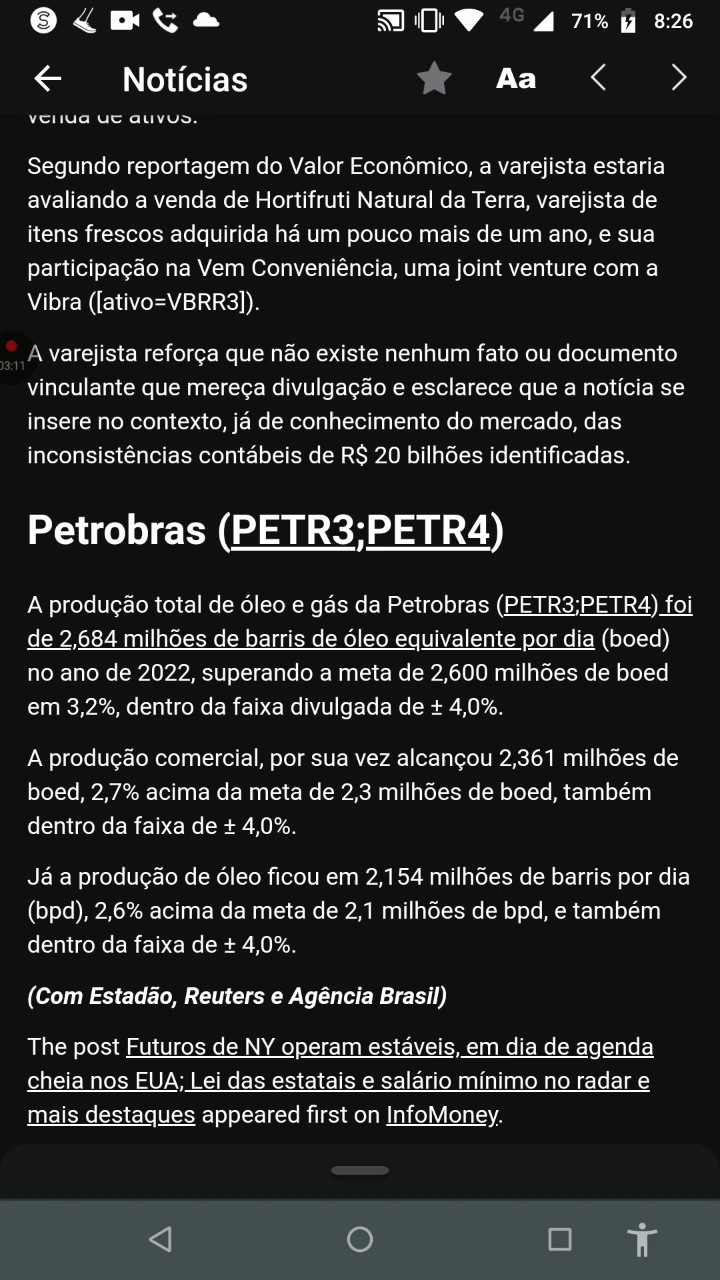 4G 71% 8:26
Notícias Aa
venda de ativos.
Segundo reportagem do Valor Econômico, a varejista estaria
avaliando a venda de Hortifruti Natural da Terra, varejista de
itens frescos adquirida há um pouco mais de um ano, e sua
participação na Vem Conveniência, uma joint venture com a
Vibra ([ativo=VBRR3]).
A varejista reforça que não existe nenhum fato ou documento
03:11
vinculante que mereça divulgação e esclarece que a notícia se
insere no contexto, já de conhecimento do mercado, das
inconsistências contábeis de R$ 20 bilhões identificadas.
Petrobras (PETR3;PETR4)
A produção total de óleo e gás da Petrobras (PETR3;PETR4) foi
de 2,684 milhões de barris de óleo equivalente por dia (boed)
no ano de 2022, superando a meta de 2,600 milhões de boed
em 3,2%, dentro da faixa divulgada de ± 4,0%.
A produção comercial, por sua vez alcançou 2,361 milhões de
boed, 2,7% acima da meta de 2,3 milhões de boed, também
dentro da faixa de ± 4,0%.
Já a produção de óleo ficou em 2,154 milhões de barris por dia
(bpd), 2,6% acima da meta de 2,1 milhões de bpd, e também
dentro da faixa de ± 4,0%.
(Com Estadão, Reuters e Agência Brasil)
The post Futuros de NY operam estáveis, em dia de agenda
cheia nos EUA; Lei das estatais e salário mínimo no radar e
mais destaques appeared first on InfoMoney.